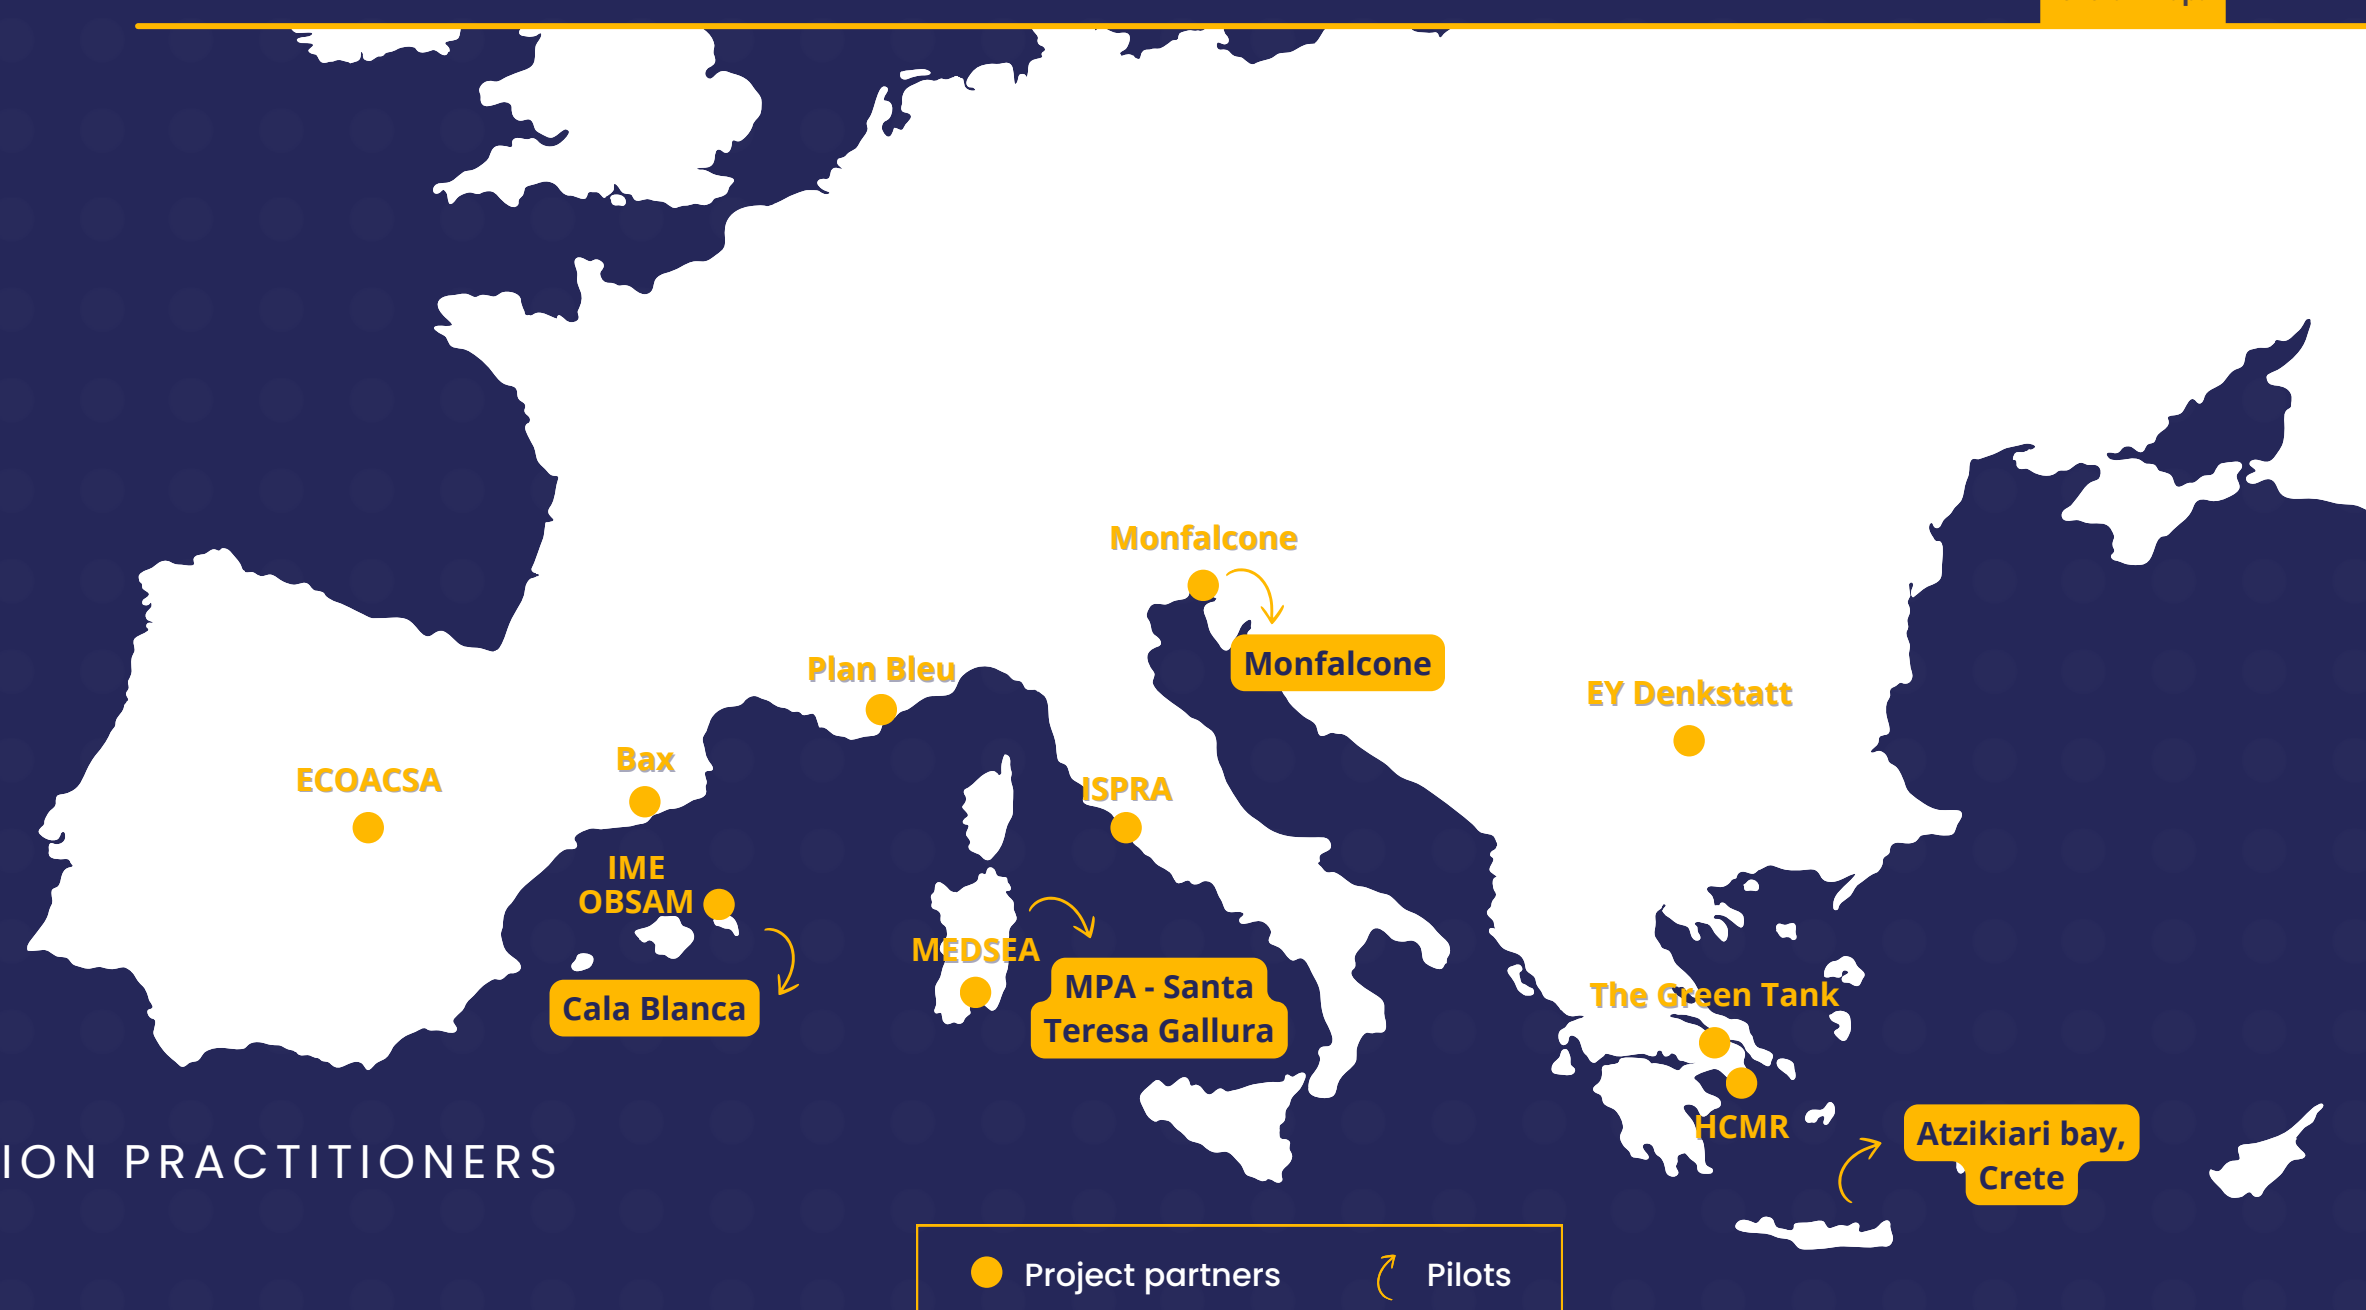 Monfalcone
Monfalcone
Plan Bleu
EY Denkstatt
Bax
ECOACSA
ISPRA
IME
OBSAM
MEDSEA
Cala Blanca
MPA - Santa
Teresa Gallura
The Green Tank
HCMR
Atzikiari bay,
Crete
ION PRACTITIONERS
Project partners
Pilots